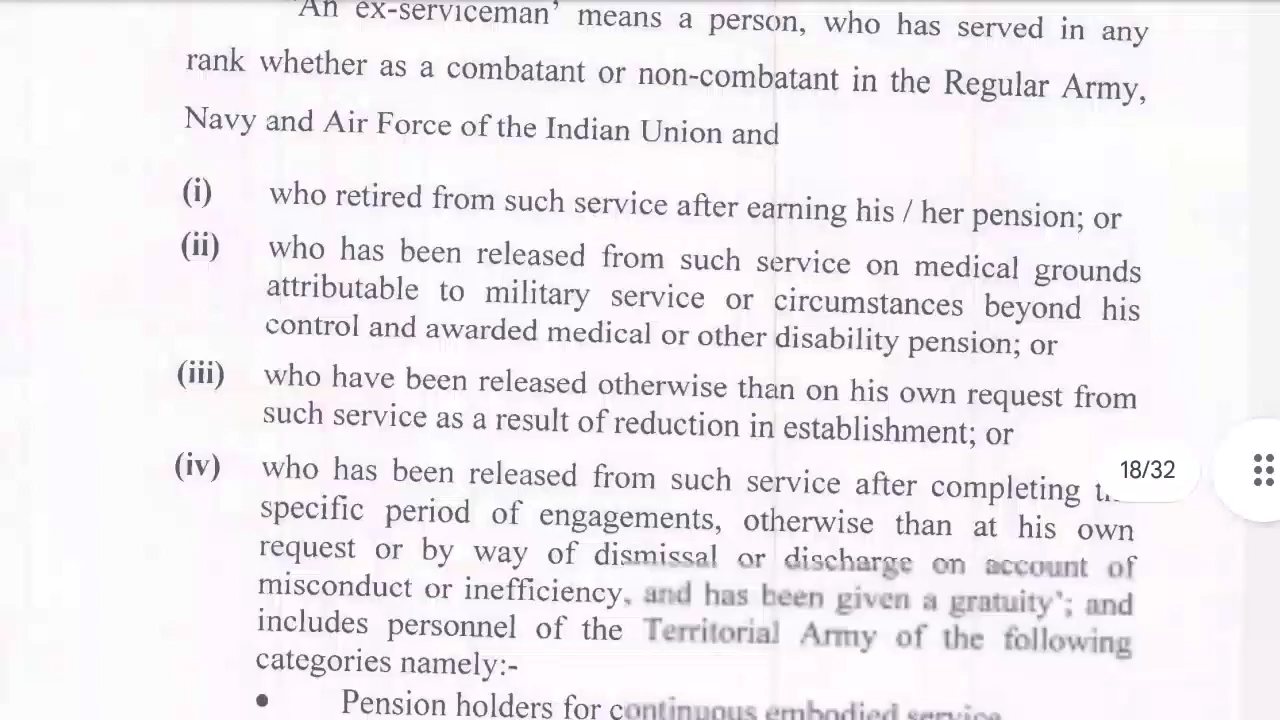 'An ex-serviceman' means a person, who has served in any
rank whether as a combatant or non-combatant in the Regular Army,
Navy and Air Force of the Indian Union and
(i) who retired from such service after earning his / her pension; or
(ii) who has been released from such service on medical grounds
attributable to military service or circumstances beyond his
control and awarded medical or other disability pension; or
(iii) who have been released otherwise than on his own request from
such service as a result of reduction in establishment; or
(iv) who has been released from such service after completing
18/32
specific period of engagements, otherwise than at his own
request or by way of dismissal or discharge on account of
misconduct or inefficiency, and has been given a gratuity'; and
includes personnel of the Territorial Army of the following
categories namely:-
• Pension holders for continuous embodied service